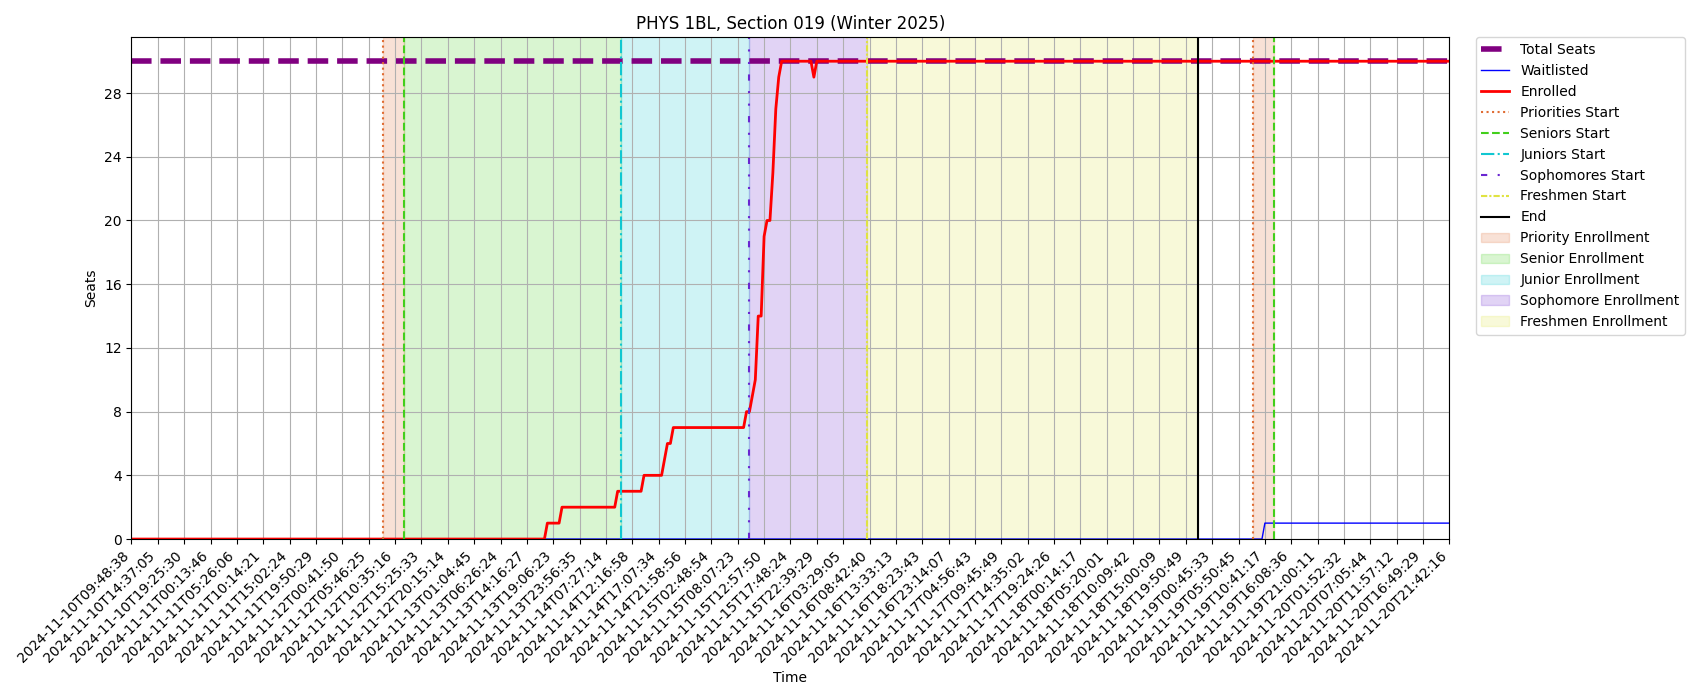 PHYS 1BL, Section 019 (Winter 2025)
Total Seats
Waitlisted
Enrolled
Priorities Start
Seniors Start
Juniors Start
Sophomores Start
Freshmen Start
End
Priority Enrollment
Senior Enrollment
Junior Enrollment
Sophomore Enrollment
Freshmen Enrollment
Seats
28
24
20
16
12
8
4
0
2024-11-10T09:48:38
2024-11-10T14:37:05
2024-11-10T19:25:30
2024-11-11T00:13:46
2024-11-11T05:26:06
2024-11-11T10:14:21
2024-11-11T15:02:24
2024-11-11T19:50:29
2024-11-12T00:41:50
2024-11-12T05:46:25
2024-11-12T10:35:16
2024-11-12T15:25:33
2024-11-12T20:15:14
2024-11-13T01:04:45
2024-11-13T06:26:24
2024-11-13T14:16:27
2024-11-13T19:06:23
2024-11-13T23:56:35
2024-11-14T07:27:14
2024-11-14T12:16:58
2024-11-14T17:07:34
2024-11-14T21:58:56
2024-11-15T02:48:54
2024-11-15T08:07:23
2024-11-15T12:57:50
2024-11-15T17:48:24
2024-11-15T22:39:29
2024-11-16T03:29:05
2024-11-16T08:42:40
2024-11-16T13:33:13
2024-11-16T18:23:43
2024-11-16T23:14:07
2024-11-17T04:56:43
2024-11-17T09:45:49
2024-11-17T14:35:02
2024-11-17T19:24:26
2024-11-18T00:14:17
2024-11-18T05:20:01
2024-11-18T10:09:42
2024-11-18T15:00:09
2024-11-18T19:50:49
2024-11-19T00:45:33
2024-11-19T05:50:45
2024-11-19T10:41:17
2024-11-19T16:08:36
2024-11-19T21:00:11
2024-11-20T01:52:32
2024-11-20T07:05:44
2024-11-20T11:57:12
2024-11-20T16:49:29
2024-11-20T21:42:16
Time